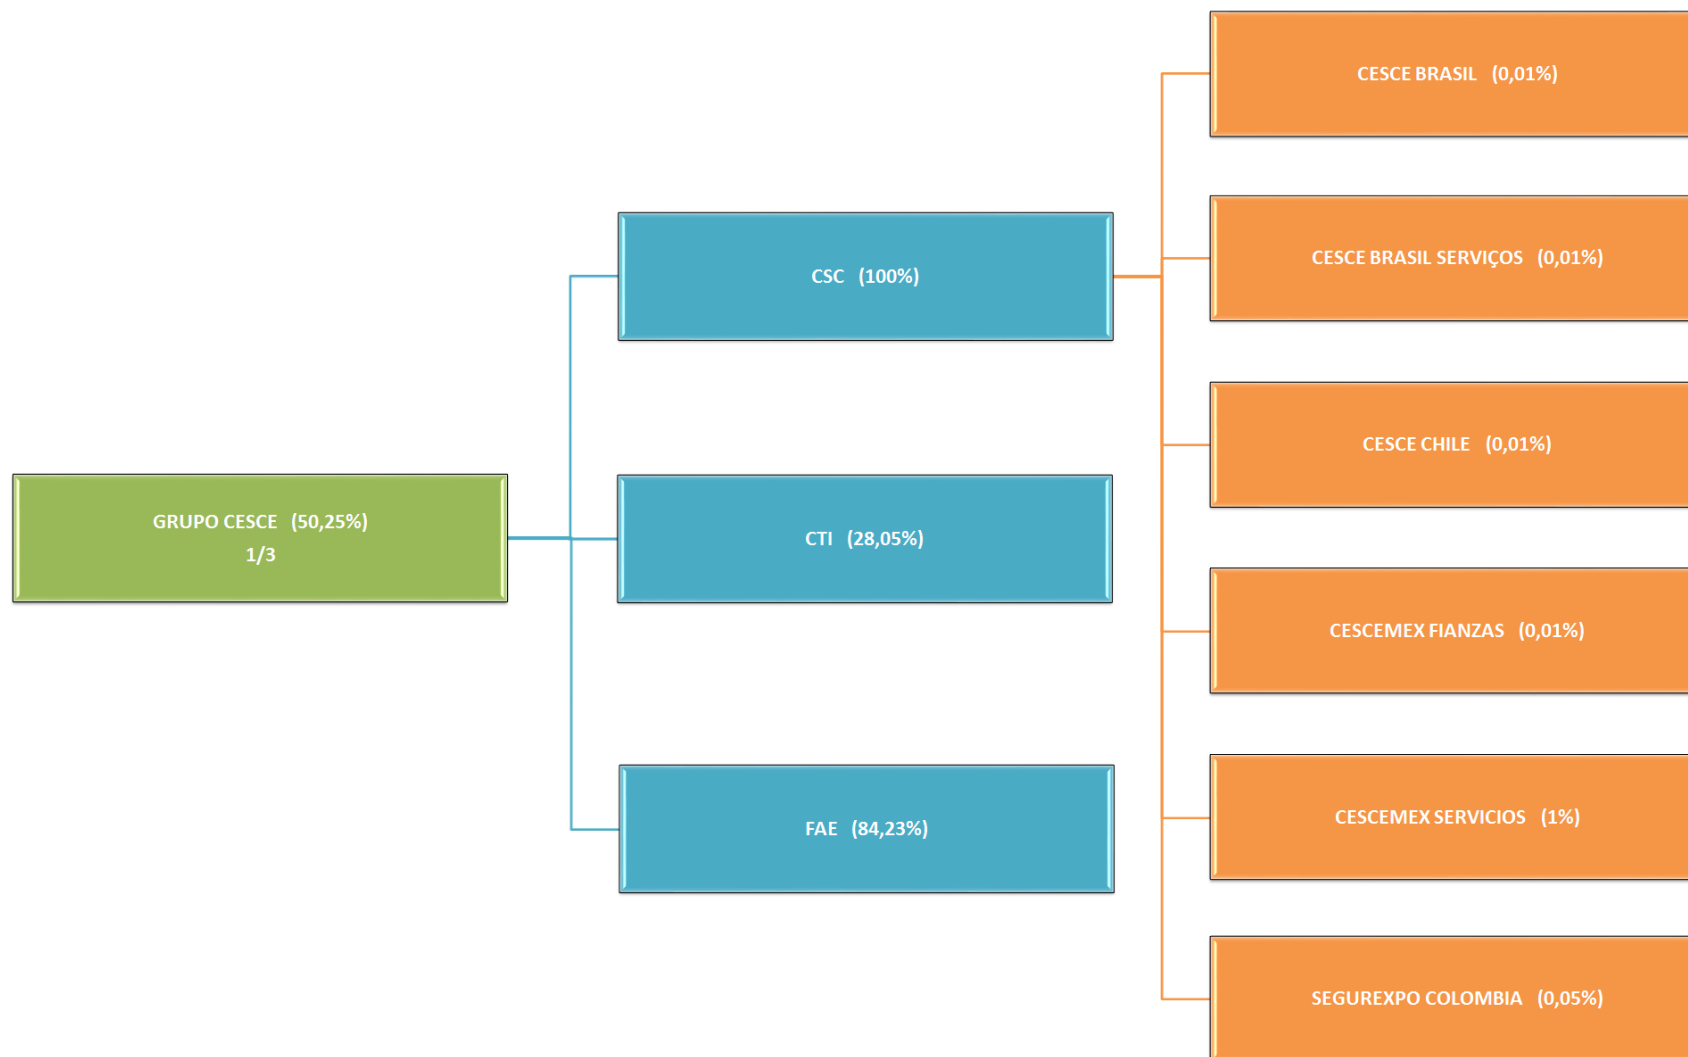 GRUPO CESCE (50,25%)
1/3
CSC (100%)
CTI (28,05%)
FAE (84,23%)
CESCE BRASIL (0,01%)
CESCE BRASIL SERVIÇOS (0,01%)
CESCE CHILE (0,01%)
CESCEMEX FIANZAS (0,01%)
CESCEMEX SERVICIOS (1%)
SEGUREXPO COLOMBIA (0,05%)